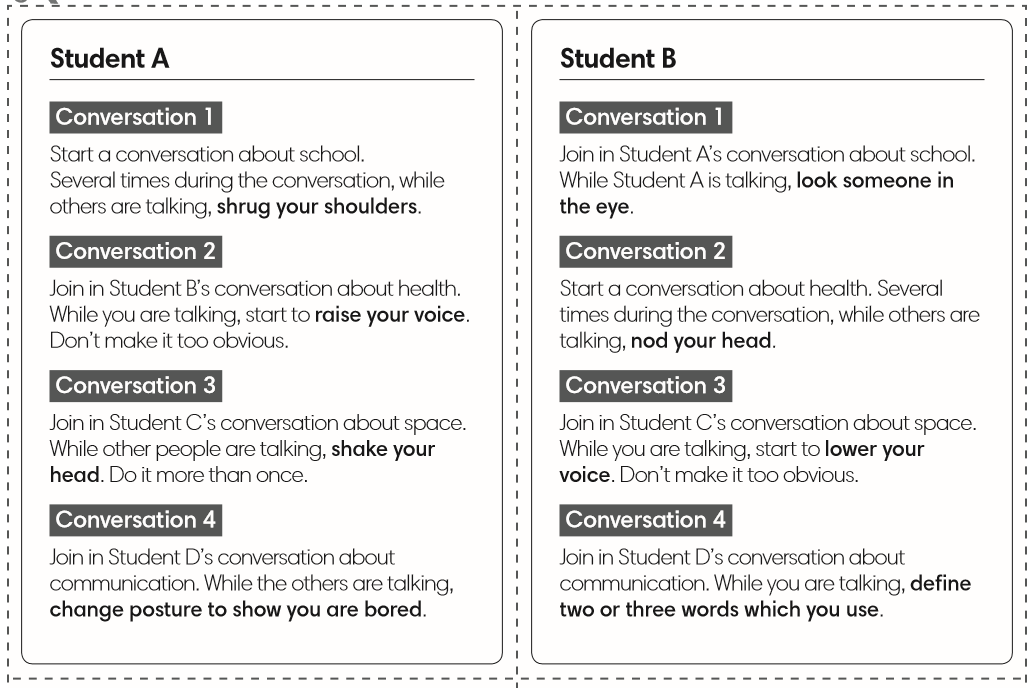 Student A
Conversation 1
Start a conversation about school.
Several times during the conversation, while
others are talking, shrug your shoulders.
Conversation 2
Join in Student B’s conversation about health.
While you are talking, start to raise your voice.
Don’t make it too obvious.
Conversation 3
Join in Student C’s conversation about space.
While other people are talking, shake your
head. Do it more than once.
Conversation 4
Join in Student D’s conversation about
communication. While the others are talking,
change posture to show you are bored.
Student B
Conversation 1
Join in Student A’s conversation about school.
While Student A is talking, look someone in
the eye.
Conversation 2
Start a conversation about health. Several
times during the conversation, while others are
talking, nod your head.
Conversation 3
Join in Student C’s conversation about space.
While you are talking, start to lower your
voice. Don’t make it too obvious.
Conversation 4
Join in Student D’s conversation about
communication. While you are talking, define
two or three words which you use.